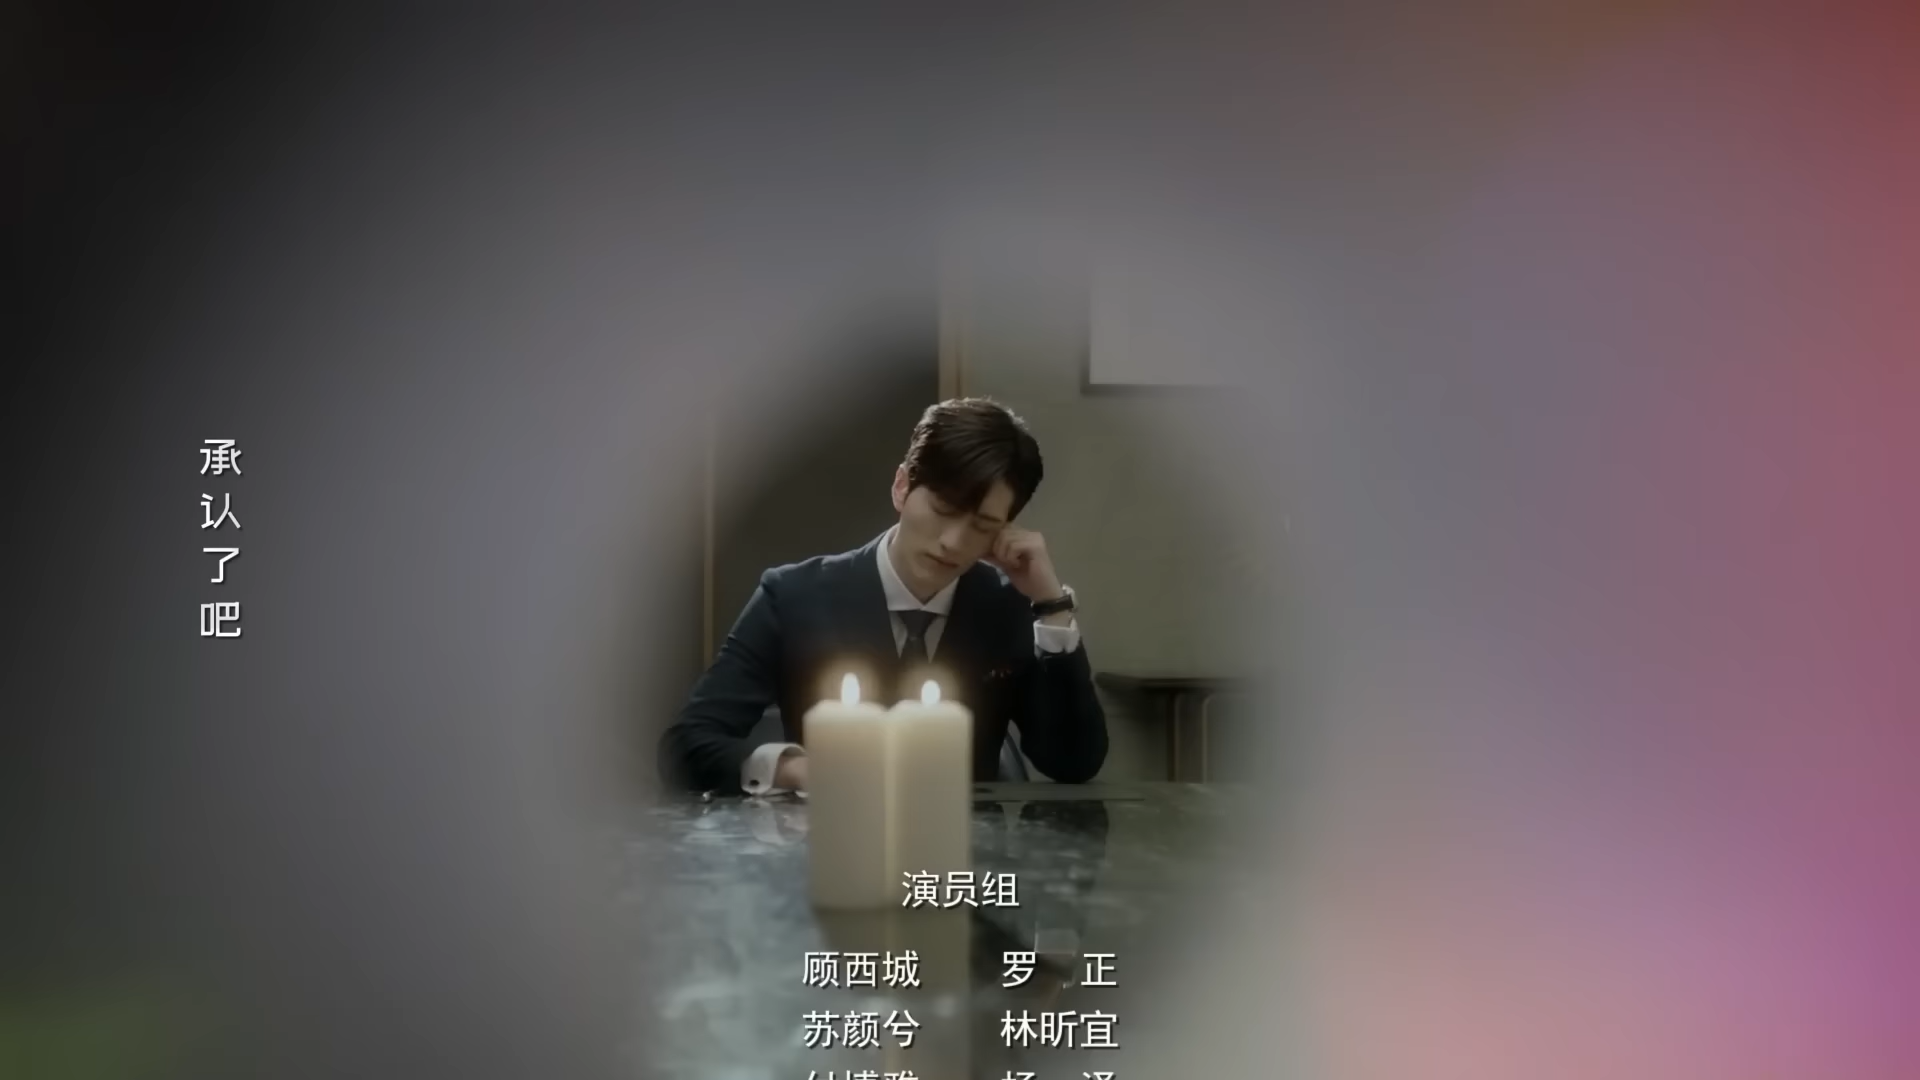 承认了吧
演员组
顾西城 罗 正
苏颜兮 林昕宜